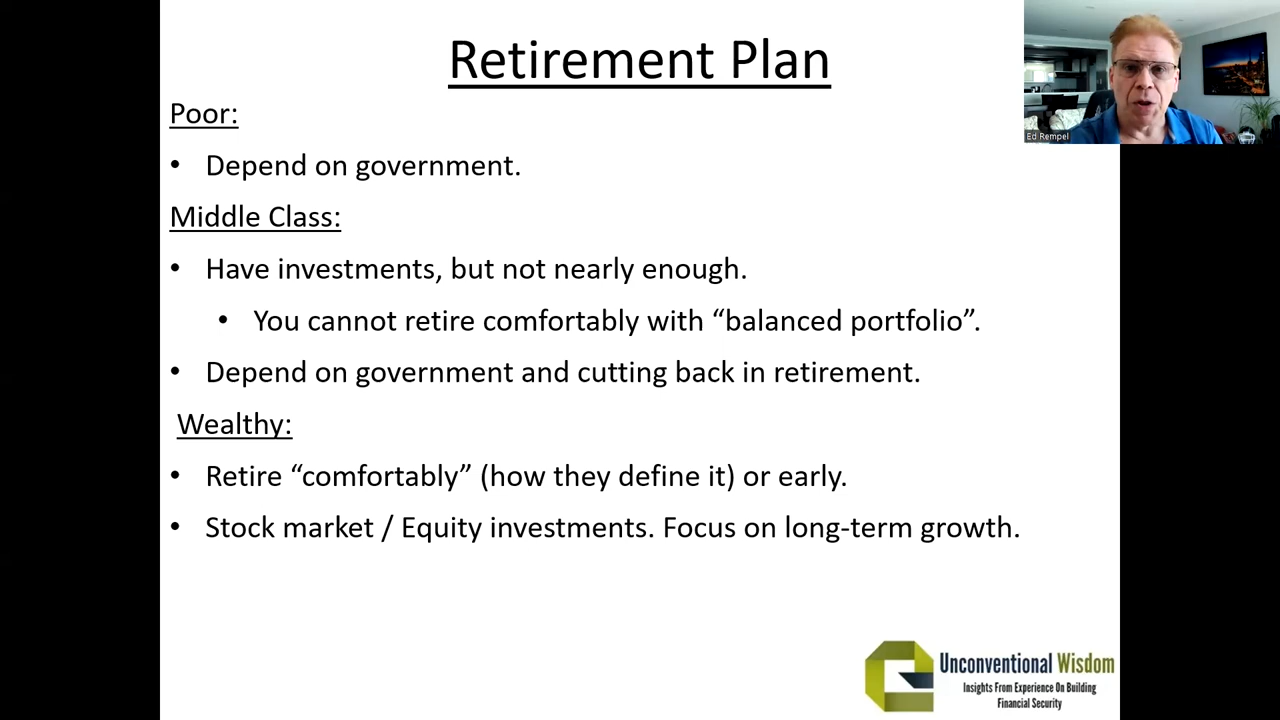 Retirement Plan
Poor:
• Depend on government.
Middle Class:
• Have investments, but not nearly enough.
• You cannot retire comfortably with “balanced portfolio”.
• Depend on government and cutting back in retirement.
Wealthy:
• Retire “comfortably” (how they define it) or early.
• Stock market / Equity investments. Focus on long-term growth.
Ed Rempel
Unconventional Wisdom
Insights From Experience On Building
Financial Security